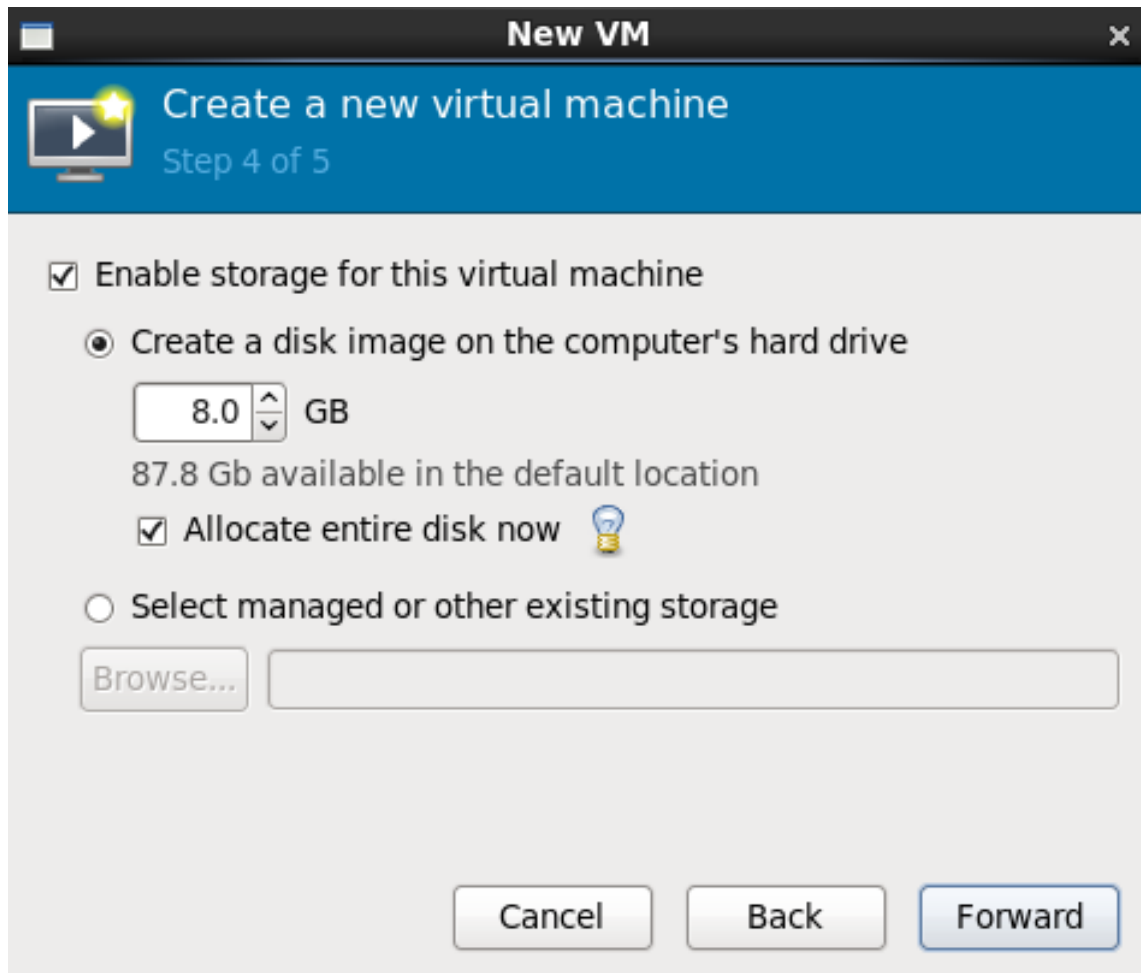 New VM
Create a new virtual machine
Step 4 of 5
Enable storage for this virtual machine
Create a disk image on the computer's hard drive
8.0 GB
87.8 Gb available in the default location
Allocate entire disk now
Select managed or other existing storage
Browse...
Cancel Back Forward